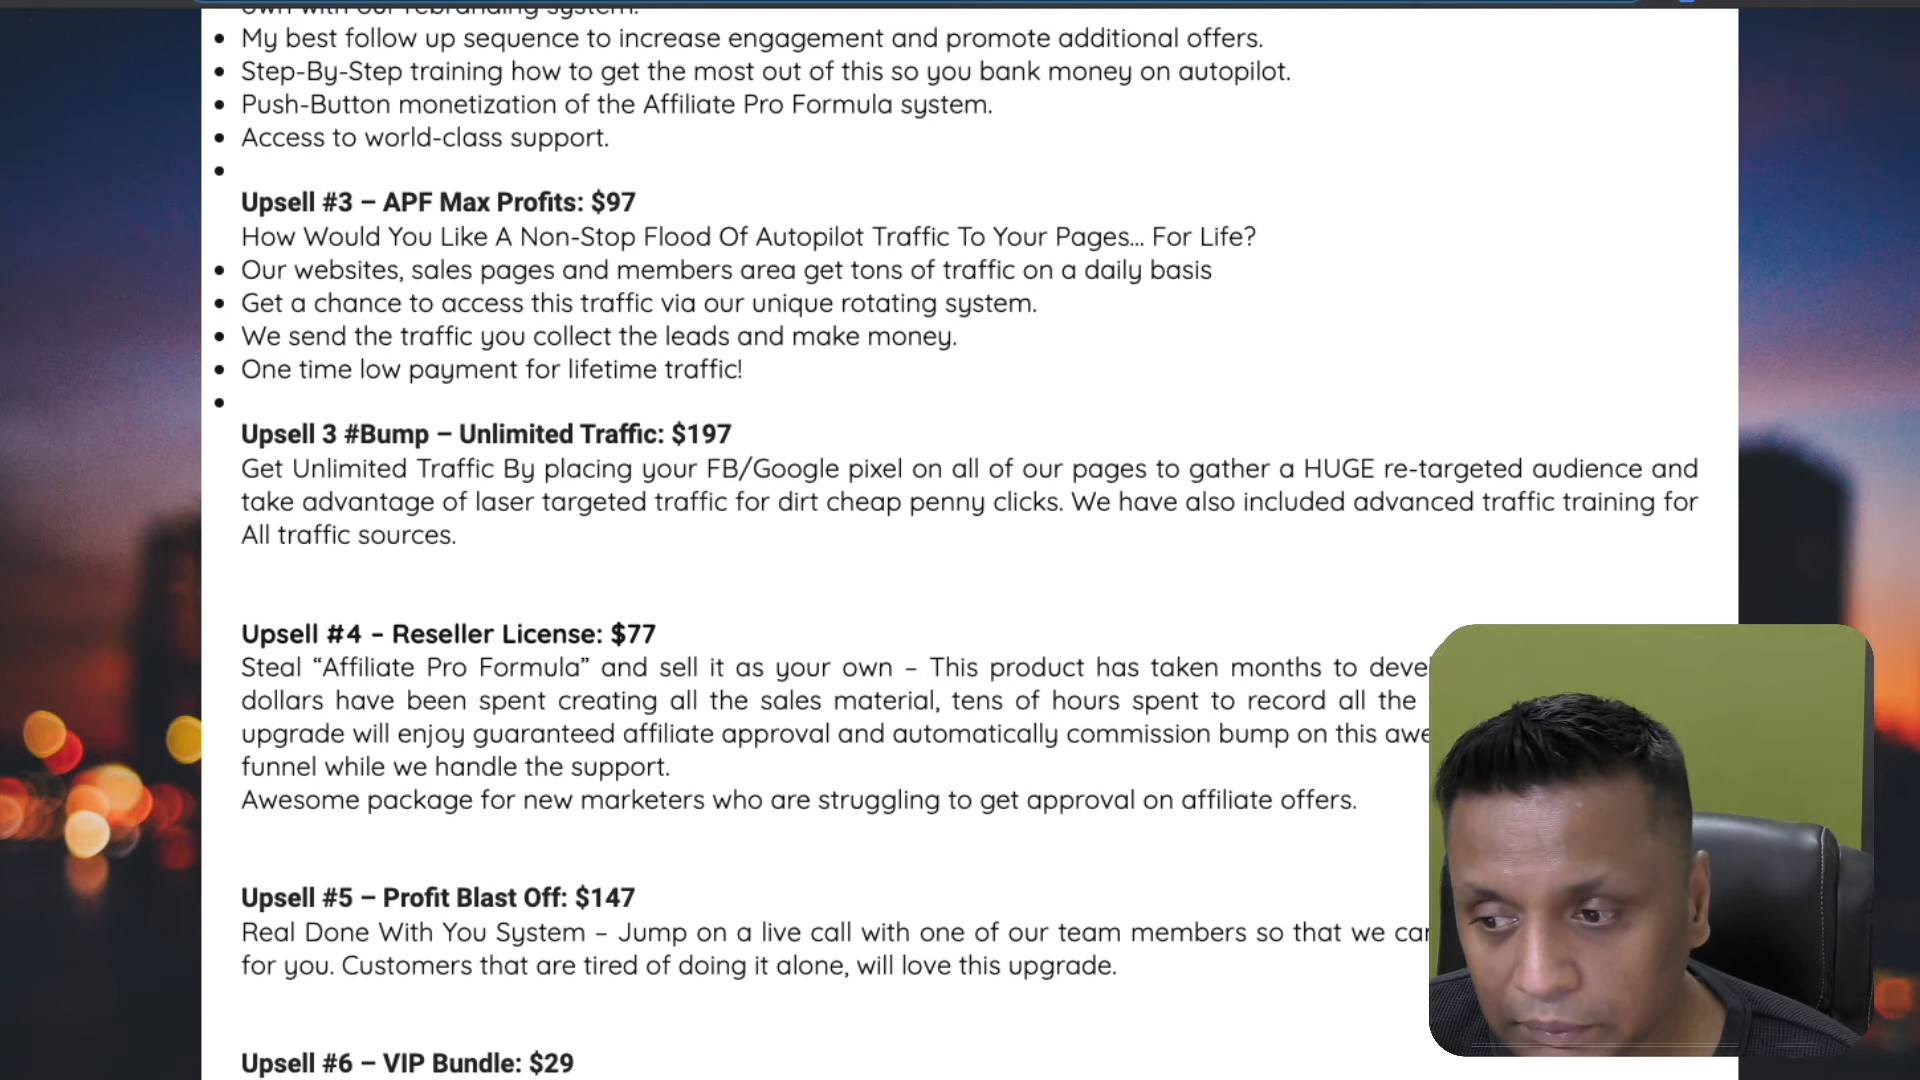 own with our rebranding system.
My best follow up sequence to increase engagement and promote additional offers.
Step-By-Step training how to get the most out of this so you bank money on autopilot.
Push-Button monetization of the Affiliate Pro Formula system.
Access to world-class support.
Upsell #3 – APF Max Profits: $97
How Would You Like A Non-Stop Flood Of Autopilot Traffic To Your Pages... For Life?
Our websites, sales pages and members area get tons of traffic on a daily basis
Get a chance to access this traffic via our unique rotating system.
We send the traffic you collect the leads and make money.
One time low payment for lifetime traffic!
Upsell 3 #Bump – Unlimited Traffic: $197
Get Unlimited Traffic By placing your FB/Google pixel on all of our pages to gather a HUGE re-targeted audience and
take advantage of laser targeted traffic for dirt cheap penny clicks. We have also included advanced traffic training for
All traffic sources.
Upsell #4 – Reseller License: $77
Steal “Affiliate Pro Formula” and sell it as your own – This product has taken months to
dollars have been spent creating all the sales material, tens of hours spent to record all the
upgrade will enjoy guaranteed affiliate approval and automatically commission bump on this
funnel while we handle the support.
Awesome package for new marketers who are struggling to get approval on affiliate offers.
Upsell #5 – Profit Blast Off: $147
Real Done With You System – Jump on a live call with one of our team members so that we
for you. Customers that are tired of doing it alone, will love this upgrade.
Upsell #6 – VIP Bundle: $29